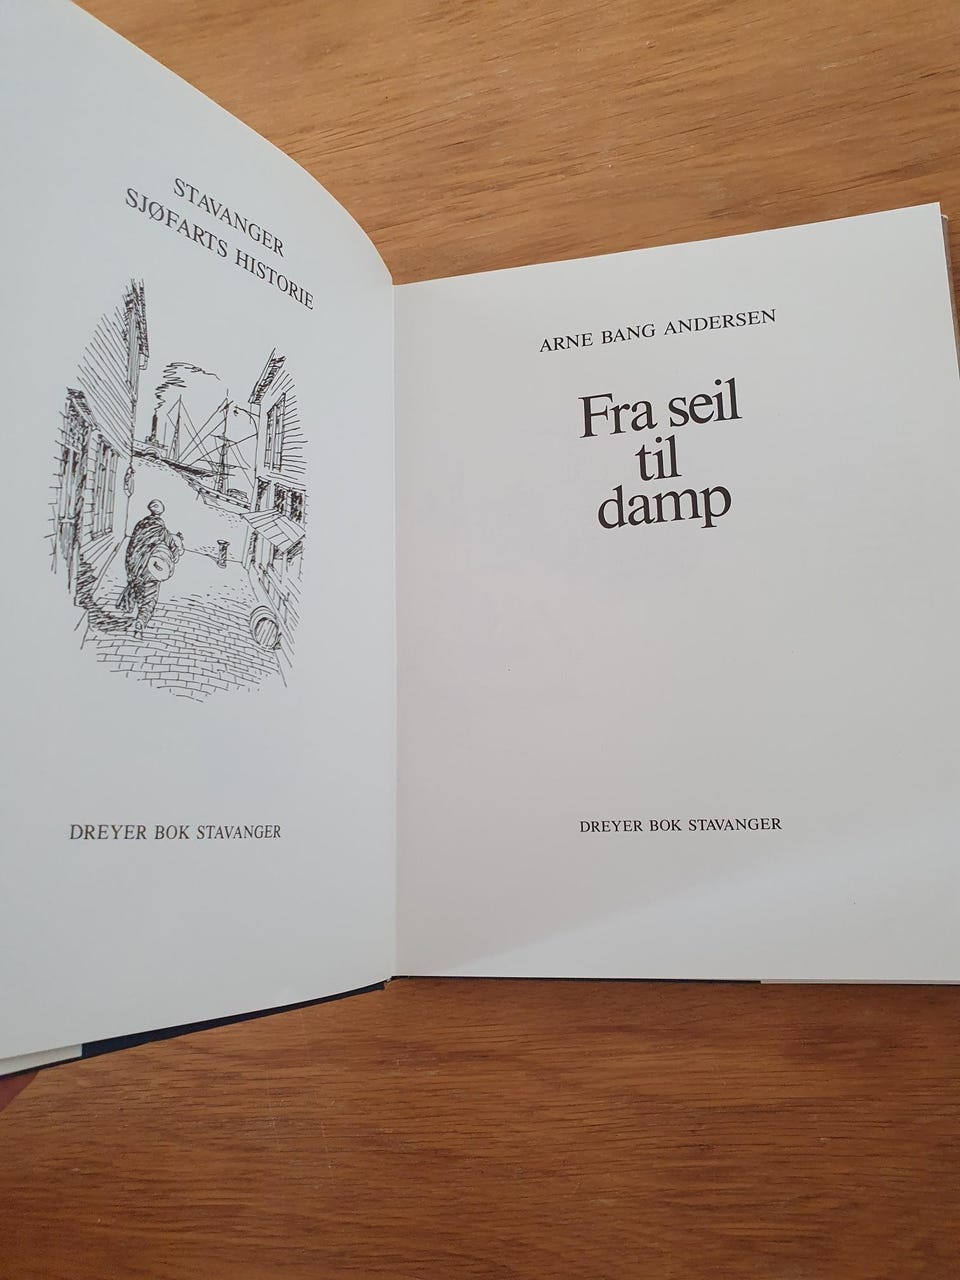 STAVANGER
SJØFARTS HISTORIE
DREYER BOK STAVANGER
ARNE BANG ANDERSEN
Fra seil
til
damp
DREYER BOK STAVANGER